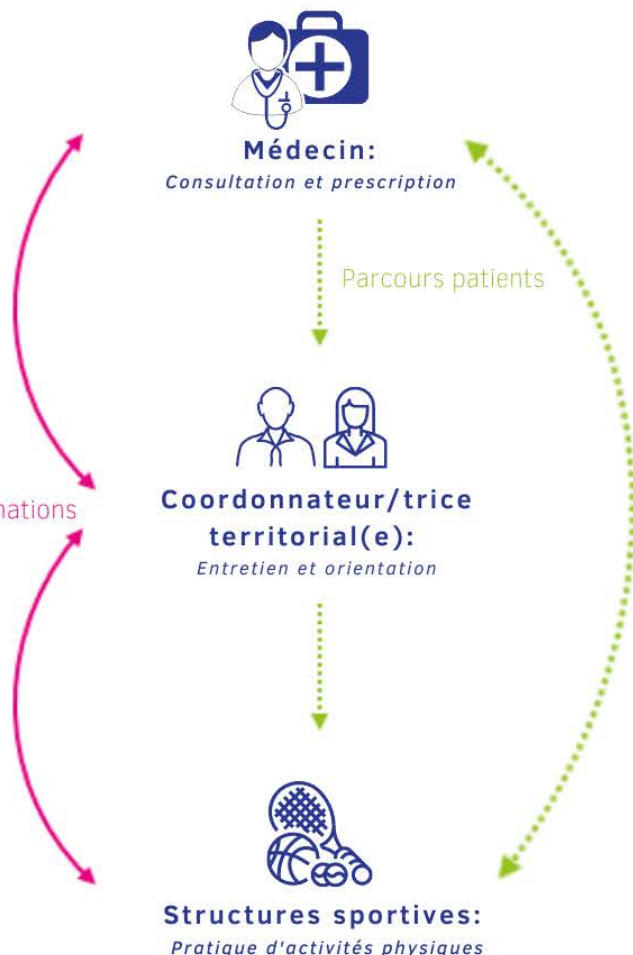 Médecin:
Consultation et prescription
Parcours patients
Coordonnateur/trice
territorial(e):
Entretien et orientation
Structures sportives:
Pratique d'activités physiques